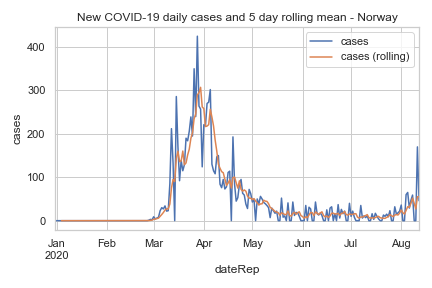 New COVID-19 daily cases and 5 day rolling mean - Norway
cases
cases (rolling)
400
300
200
100
0
cases
Jan Feb Mar Apr May Jun Jul Aug
2020
dateRep